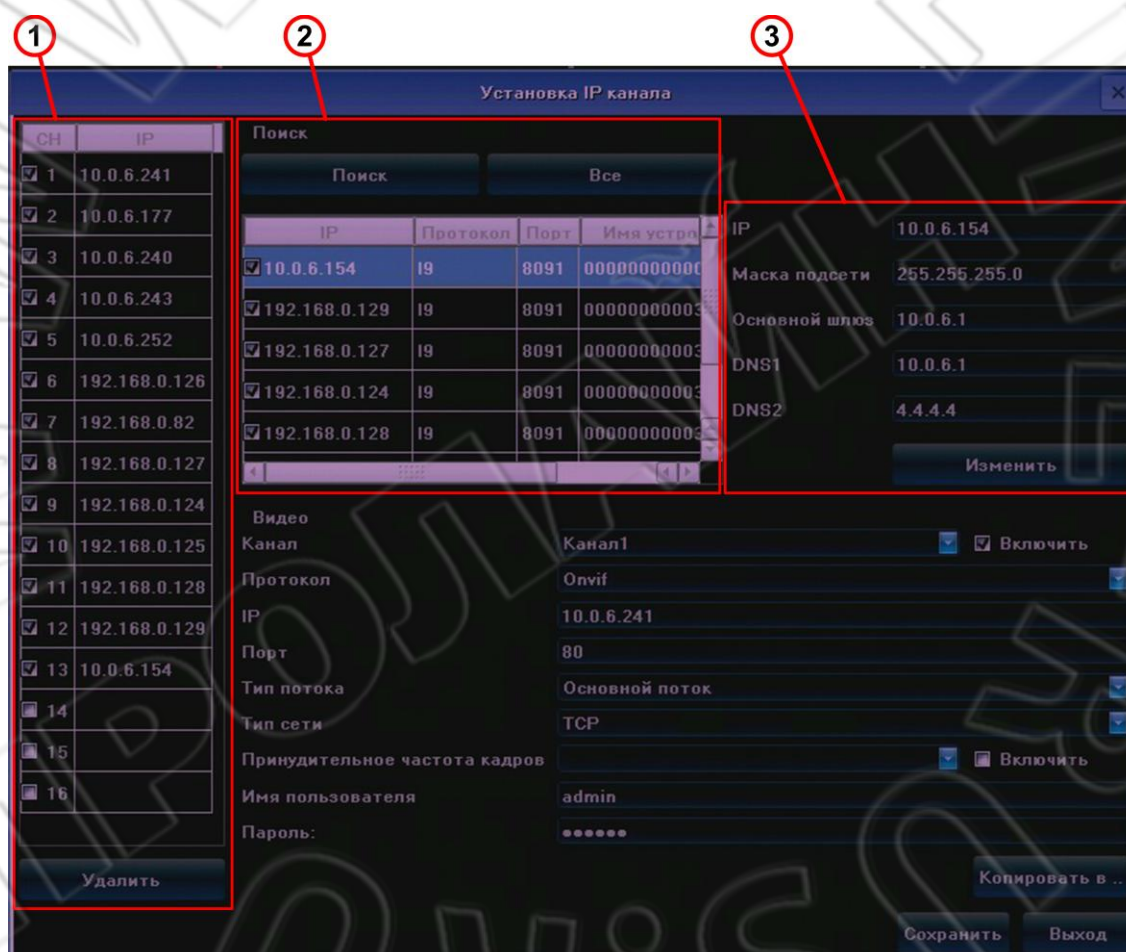 1
2
3
Установка IP канала
CH IP
1 10.0.6.241
2 10.0.6.177
3 10.0.6.240
4 10.0.6.243
5 10.0.6.252
6 192.168.0.126
7 192.168.0.82
8 192.168.0.127
9 192.168.0.124
10 192.168.0.125
11 192.168.0.128
12 192.168.0.129
13 10.0.6.154
14
15
16
Удалить
Поиск
Поиск Все
IP Протокол Порт Имя устро
10.0.6.154 I9 8091 00000000000
192.168.0.129 I9 8091 00000000003
192.168.0.127 I9 8091 00000000003
192.168.0.124 I9 8091 00000000003
192.168.0.128 I9 8091 00000000003
IP 10.0.6.154
Маска подсети 255.255.255.0
Основной шлюз 10.0.6.1
DNS1 10.0.6.1
DNS2 4.4.4.4
Изменить
Видео
Канал Канал1 Включить
Протокол Onvif
IP 10.0.6.241
Порт 80
Тип потока Основной поток
Тип сети TCP
Принудительное частота кадров Включить
Имя пользователя admin
Пароль: ●●●●●●
Копировать в ..
Сохранить Выход